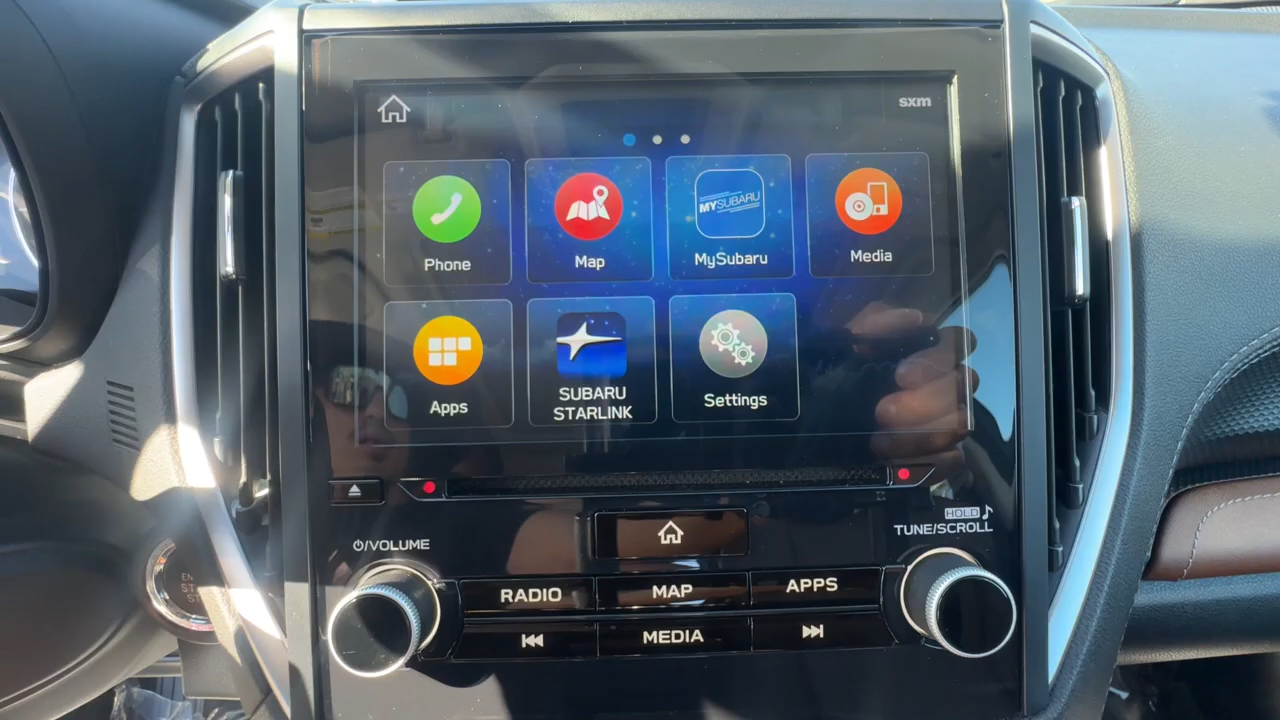 sxm
Phone
Map
MYSUBARU
MySubaru
Media
Apps
SUBARU
STARLINK
Settings
HOLD
TUNE/SCROLL
/VOLUME
RADIO
MAP
APPS
MEDIA